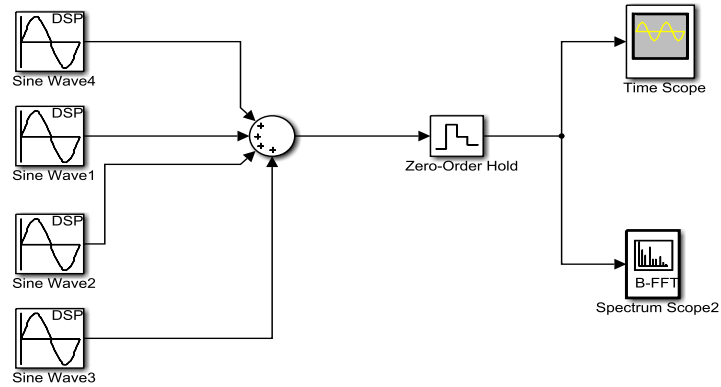 DSP
Sine Wave4
DSP
Sine Wave1
DSP
Sine Wave2
DSP
Sine Wave3
+
+
+
+
Zero-Order Hold
Time Scope
B-FFT
Spectrum Scope2